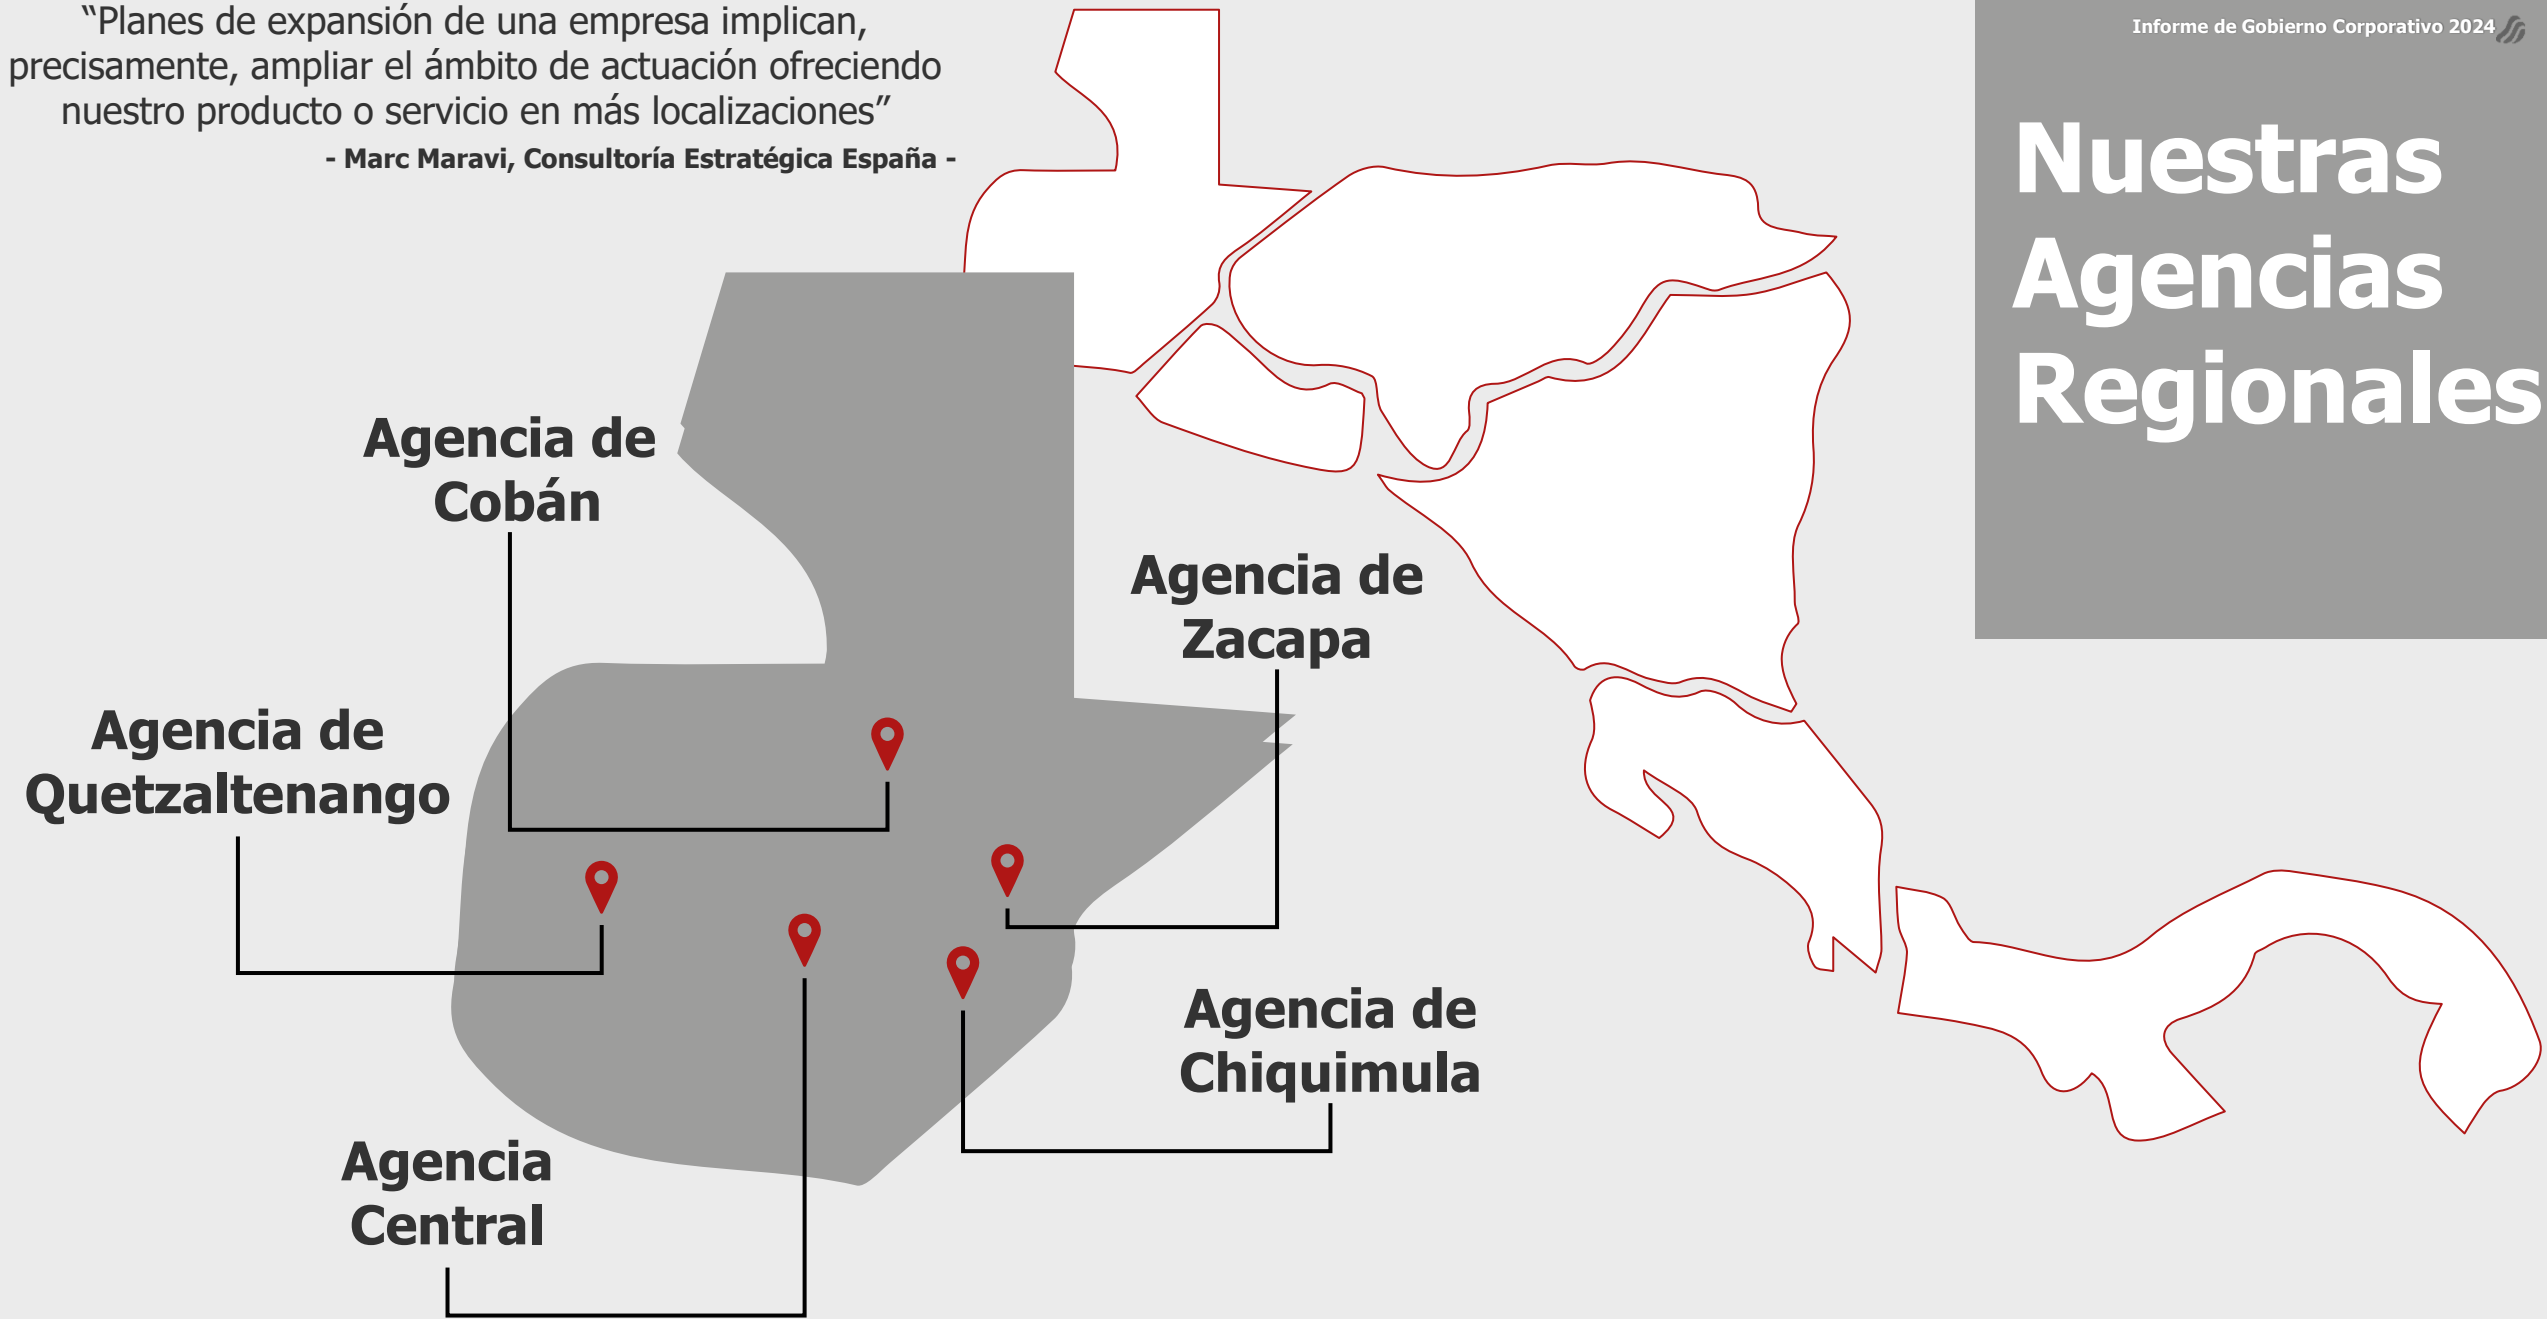 “Planes de expansión de una empresa implican,
precisamente, ampliar el ámbito de actuación ofreciendo
nuestro producto o servicio en más localizaciones”
- Marc Maravi, Consultoría Estratégica España -
Informe de Gobierno Corporativo 2024
Nuestras
Agencias
Regionales
Agencia de
Cobán
Agencia de
Zacapa
Agencia de
Quetzaltenango
Agencia de
Chiquimula
Agencia
Central